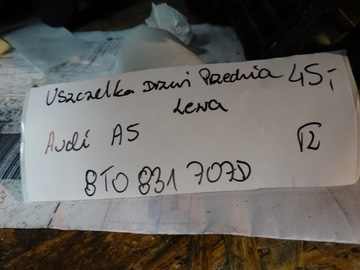 Uszczelka Drzwi Przednia 45,-
Lewa
Audi A5
8T0 831 707D